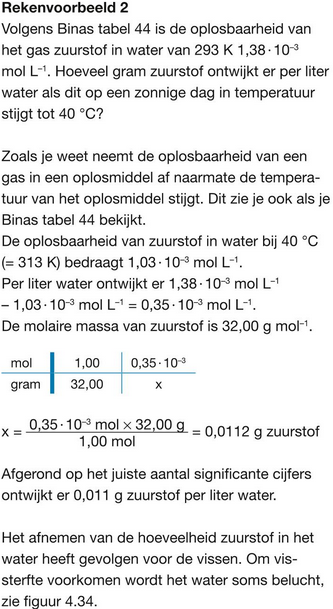 Rekenvoorbeeld 2
Volgens Binas tabel 44 is de oplosbaarheid van
het gas zuurstof in water van 293 K 1,38·10⁻³
mol L⁻¹. Hoeveel gram zuurstof ontwijkt er per liter
water als dit op een zonnige dag in temperatuur
stijgt tot 40 °C?
Zoals je weet neemt de oplosbaarheid van een
gas in een oplosmiddel af naarmate de tempera-
tuur van het oplosmiddel stijgt. Dit zie je ook als je
Binas tabel 44 bekijkt.
De oplosbaarheid van zuurstof in water bij 40 °C
(= 313 K) bedraagt 1,03·10⁻³ mol L⁻¹.
Per liter water ontwijkt er 1,38·10⁻³ mol L⁻¹
– 1,03·10⁻³ mol L⁻¹ = 0,35·10⁻³ mol L⁻¹.
De molaire massa van zuurstof is 32,00 g mol⁻¹.
mol 1,00 0,35·10⁻³
gram 32,00 x
x = 0,35·10⁻³ mol × 32,00 g / 1,00 mol = 0,0112 g zuurstof
Afgerond op het juiste aantal significante cijfers
ontwijkt er 0,011 g zuurstof per liter water.
Het afnemen van de hoeveelheid zuurstof in het
water heeft gevolgen voor de vissen. Om vis-
sterfte voorkomen wordt het water soms belucht,
zie figuur 4.34.